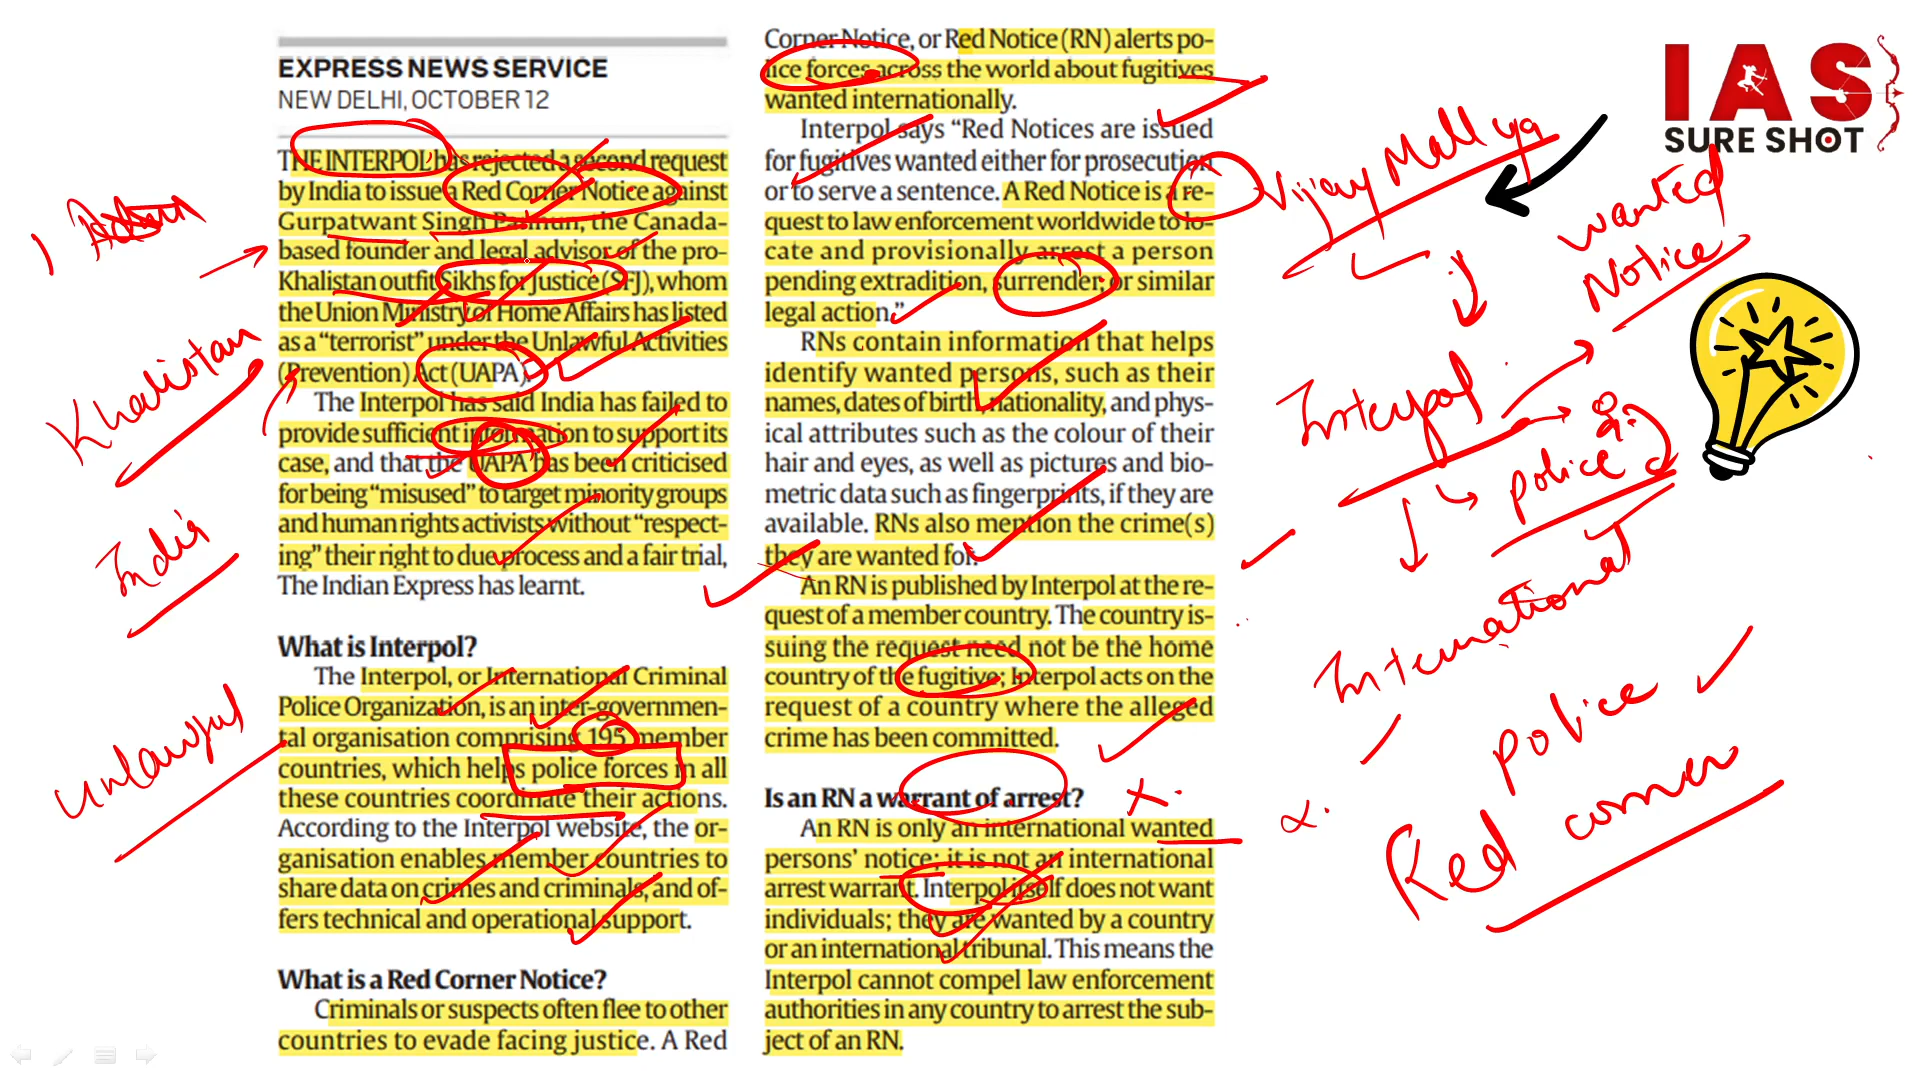 EXPRESS NEWS SERVICE
NEW DELHI, OCTOBER 12
THE INTERPOL has rejected a second request
by India to issue a Red Corner Notice against
Gurpatwant Singh Pannun, the Canada-
based founder and legal advisor of the pro-
Khalistan outfit Sikhs for Justice (SFJ), whom
the Union Ministry of Home Affairs has listed
as a “terrorist” under the Unlawful Activities
(Prevention) Act (UAPA).
The Interpol has said India has failed to
provide sufficient information to support its
case, and that the UAPA has been criticised
for being “misused” to target minority groups
and human rights activists without “respect-
ing” their right to due process and a fair trial,
The Indian Express has learnt.
What is Interpol?
The Interpol, or International Criminal
Police Organization, is an inter-governmen-
tal organisation comprising 195 member
countries, which helps police forces in all
these countries coordinate their actions.
According to the Interpol website, the or-
ganisation enables member countries to
share data on crimes and criminals, and of-
fers technical and operational support.
What is a Red Corner Notice?
Criminals or suspects often flee to other
countries to evade facing justice. A Red
Corner Notice, or Red Notice (RN) alerts po-
lice forces across the world about fugitives
wanted internationally.
Interpol says “Red Notices are issued
for fugitives wanted either for prosecution
or to serve a sentence. A Red Notice is a re-
quest to law enforcement worldwide to lo-
cate and provisionally arrest a person
pending extradition, surrender, or similar
legal action.”
RNs contain information that helps
identify wanted persons, such as their
names, dates of birth, nationality, and phys-
ical attributes such as the colour of their
hair and eyes, as well as pictures and bio-
metric data such as fingerprints, if they are
available. RNs also mention the crime(s)
they are wanted for.
An RN is published by Interpol at the re-
quest of a member country. The country is-
suing the request need not be the home
country of the fugitive; Interpol acts on the
request of a country where the alleged
crime has been committed.
Is an RN a warrant of arrest?
An RN is only an international wanted
persons’ notice; it is not an international
arrest warrant. Interpol itself does not want
individuals; they are wanted by a country
or an international tribunal. This means the
Interpol cannot compel law enforcement
authorities in any country to arrest the sub-
ject of an RN.
Khalistan
India
unlawful
IAS
SURE SHOT
Vijay Mallya
wanted
Notice
Interpol
police
International
police
Red corner